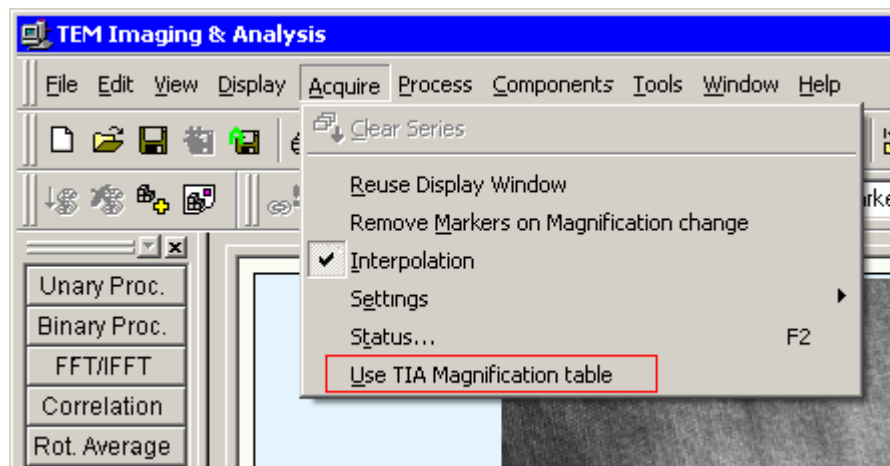 TEM Imaging & Analysis
File Edit View Display Acquire Process Components Tools Window Help
Clear Series
Reuse Display Window
Remove Markers on Magnification change
Interpolation
Settings
Status... F2
Use TIA Magnification table
Unary Proc.
Binary Proc.
FFT/IFFT
Correlation
Rot. Average